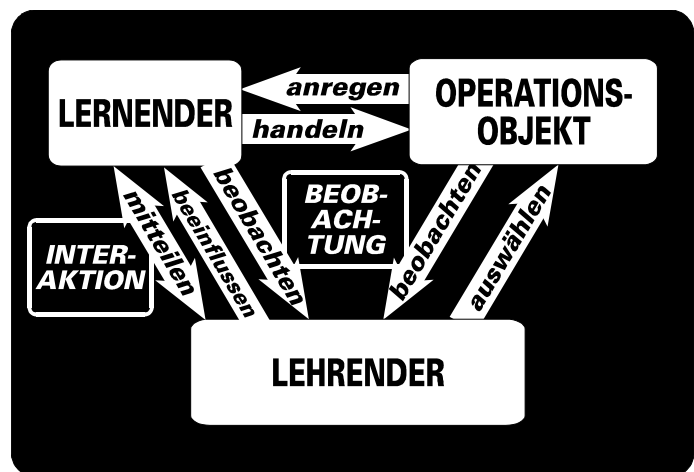 LERNENDER
anregen
handeln
OPERATIONS-
OBJEKT
INTER-
AKTION
mitteilen
beeinflussen
beobachten
BEOB-
ACH-
TUNG
beobachten
auswählen
LEHRENDER